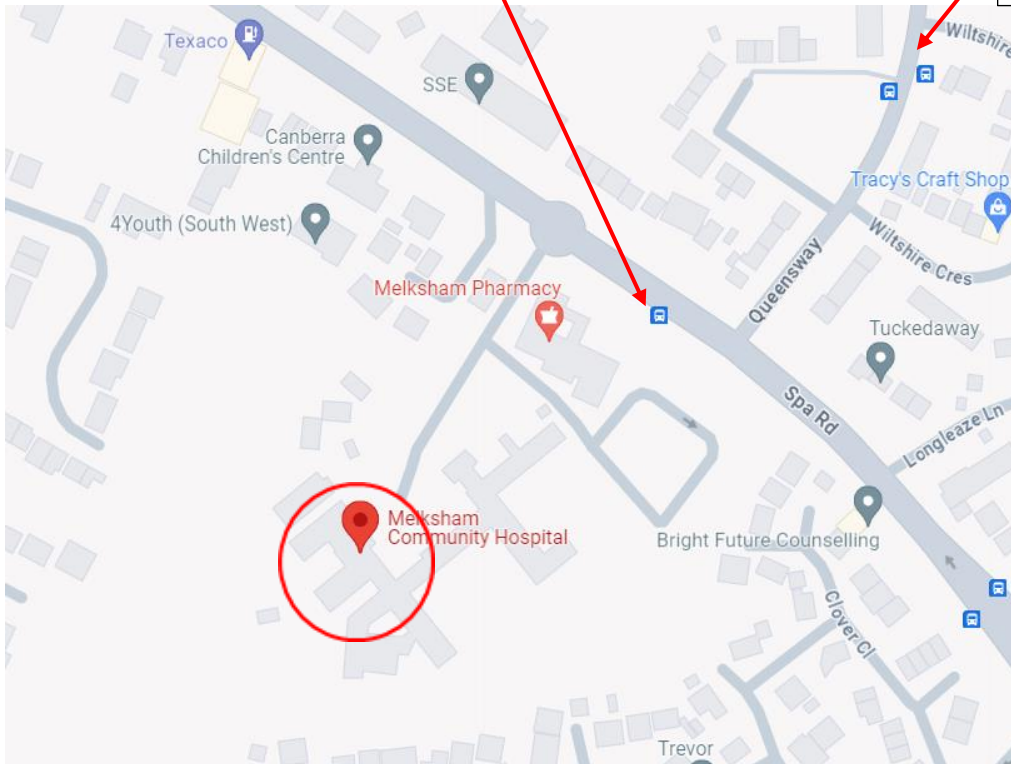 Texaco
Wiltshire
SSE
Canberra
Children's Centre
Tracy's Craft Shop
4Youth (South West)
Wiltshire Cres
Queensway
Melksham Pharmacy
Tuckedaway
Spa Rd
Longleaze Ln
Melksham
Community Hospital
Bright Future Counselling
Clover Cl
Trevor